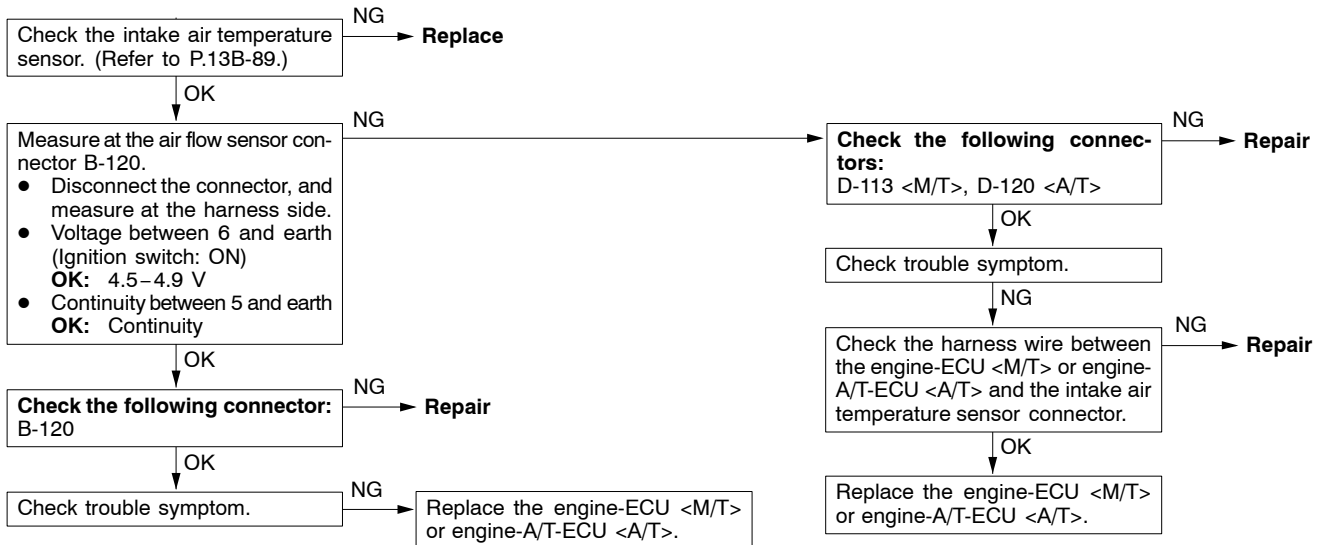 Check the intake air temperature
sensor. (Refer to P.13B-89.)
NG
Replace
OK
Measure at the air flow sensor con-
nector B-120.
● Disconnect the connector, and
measure at the harness side.
● Voltage between 6 and earth
(Ignition switch: ON)
OK: 4.5–4.9 V
● Continuity between 5 and earth
OK: Continuity
NG
OK
Check the following connector:
B-120
NG
Repair
OK
Check trouble symptom.
NG
Replace the engine-ECU <M/T>
or engine-A/T-ECU <A/T>.
Check the following connec-
tors:
D-113 <M/T>, D-120 <A/T>
NG
Repair
OK
Check trouble symptom.
NG
Check the harness wire between
the engine-ECU <M/T> or engine-
A/T-ECU <A/T> and the intake air
temperature sensor connector.
NG
Repair
OK
Replace the engine-ECU <M/T>
or engine-A/T-ECU <A/T>.